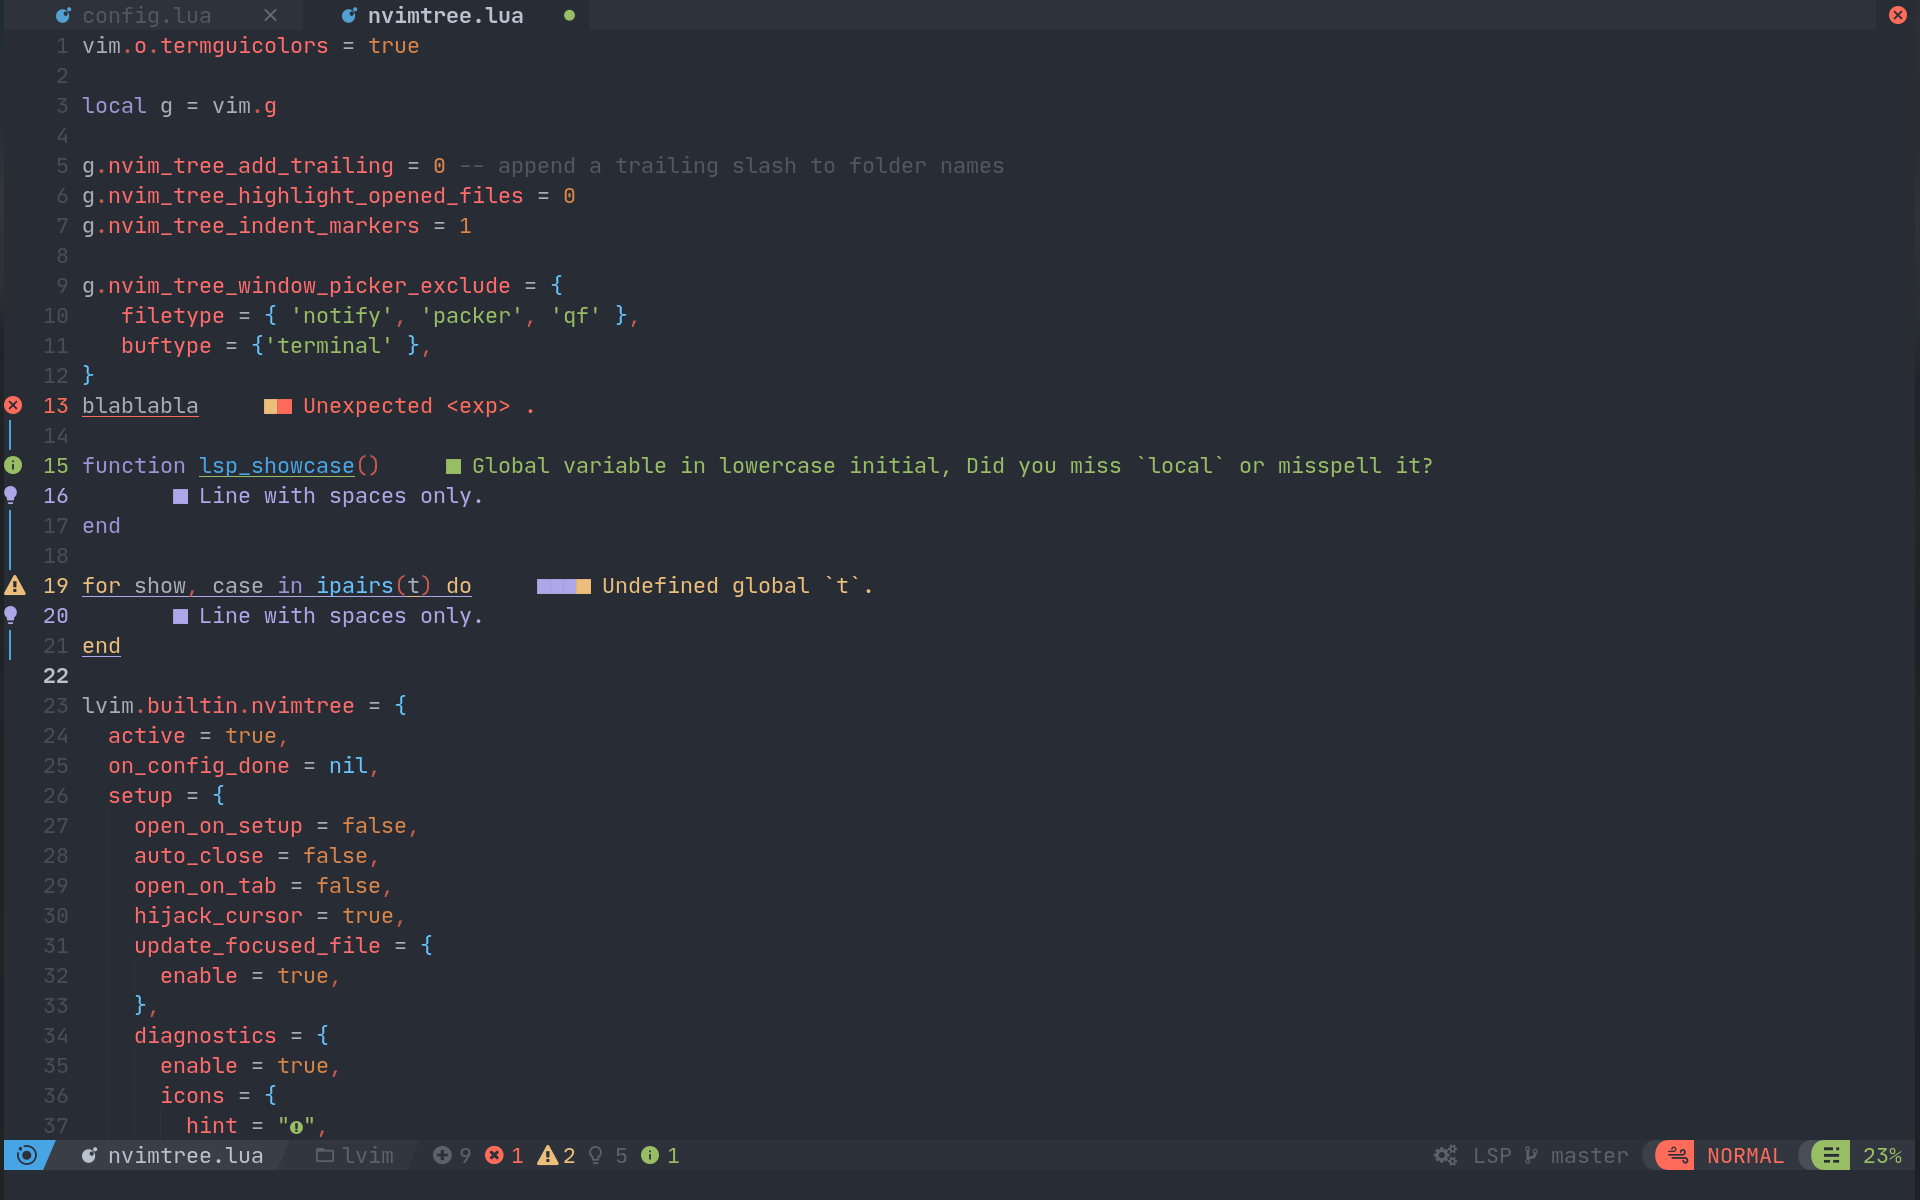 config.lua nvimtree.lua
1 vim.o.termguicolors = true
2
3 local g = vim.g
4
5 g.nvim_tree_add_trailing = 0 -- append a trailing slash to folder names
6 g.nvim_tree_highlight_opened_files = 0
7 g.nvim_tree_indent_markers = 1
8
9 g.nvim_tree_window_picker_exclude = {
10    filetype = { 'notify', 'packer', 'qf' },
11    buftype = {'terminal' },
12 }
13 blablabla Unexpected <exp> .
14
15 function lsp_showcase() Global variable in lowercase initial, Did you miss `local` or misspell it?
16 Line with spaces only.
17 end
18
19 for show, case in ipairs(t) do Undefined global `t`.
20 Line with spaces only.
21 end
22
23 lvim.builtin.nvimtree = {
24   active = true,
25   on_config_done = nil,
26   setup = {
27     open_on_setup = false,
28     auto_close = false,
29     open_on_tab = false,
30     hijack_cursor = true,
31     update_focused_file = {
32       enable = true,
33     },
34     diagnostics = {
35       enable = true,
36       icons = {
37         hint = "",
nvimtree.lua lvim 9 1 2 5 1 LSP master NORMAL 23%